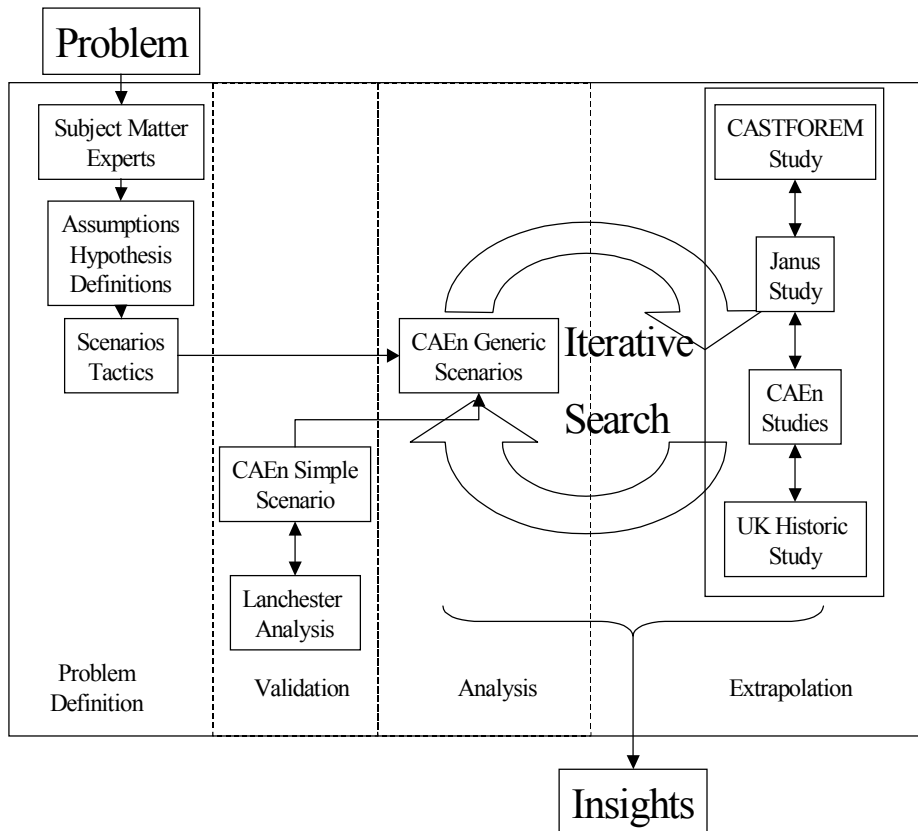 Problem
Subject Matter
Experts
Assumptions
Hypothesis
Definitions
Scenarios
Tactics
Problem
Definition
CAEn Simple
Scenario
Lanchester
Analysis
Validation
CAEn Generic
Scenarios
Analysis
Iterative
Search
CASTFOREM
Study
Janus
Study
CAEn
Studies
UK Historic
Study
Extrapolation
Insights